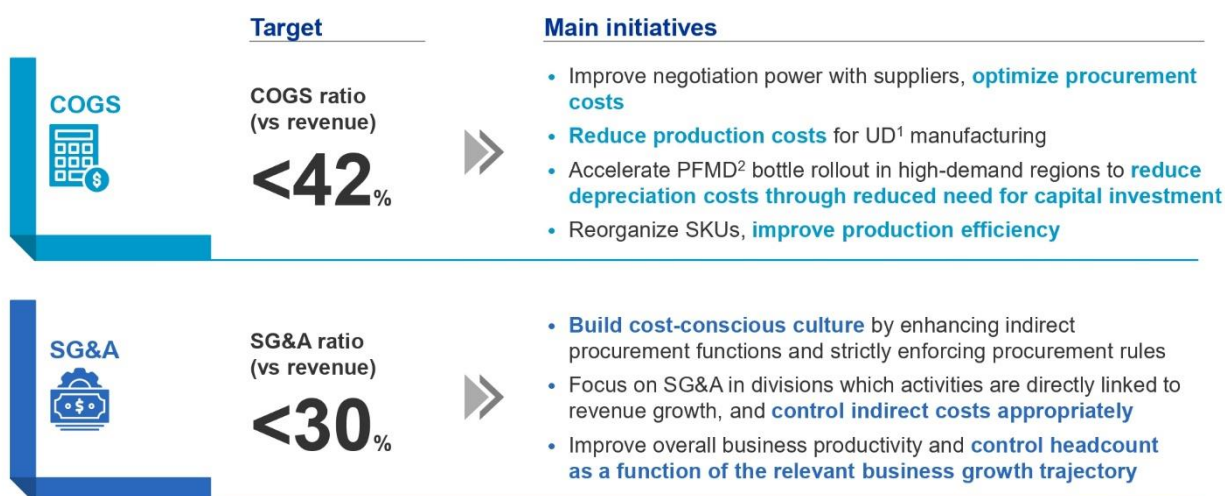 Target
Main initiatives
COGS
COGS ratio
(vs revenue)
<42%
• Improve negotiation power with suppliers, optimize procurement
costs
• Reduce production costs for UD¹ manufacturing
• Accelerate PFMD² bottle rollout in high-demand regions to reduce
depreciation costs through reduced need for capital investment
• Reorganize SKUs, improve production efficiency
SG&A
SG&A ratio
(vs revenue)
<30%
• Build cost-conscious culture by enhancing indirect
procurement functions and strictly enforcing procurement rules
• Focus on SG&A in divisions which activities are directly linked to
revenue growth, and control indirect costs appropriately
• Improve overall business productivity and control headcount
as a function of the relevant business growth trajectory